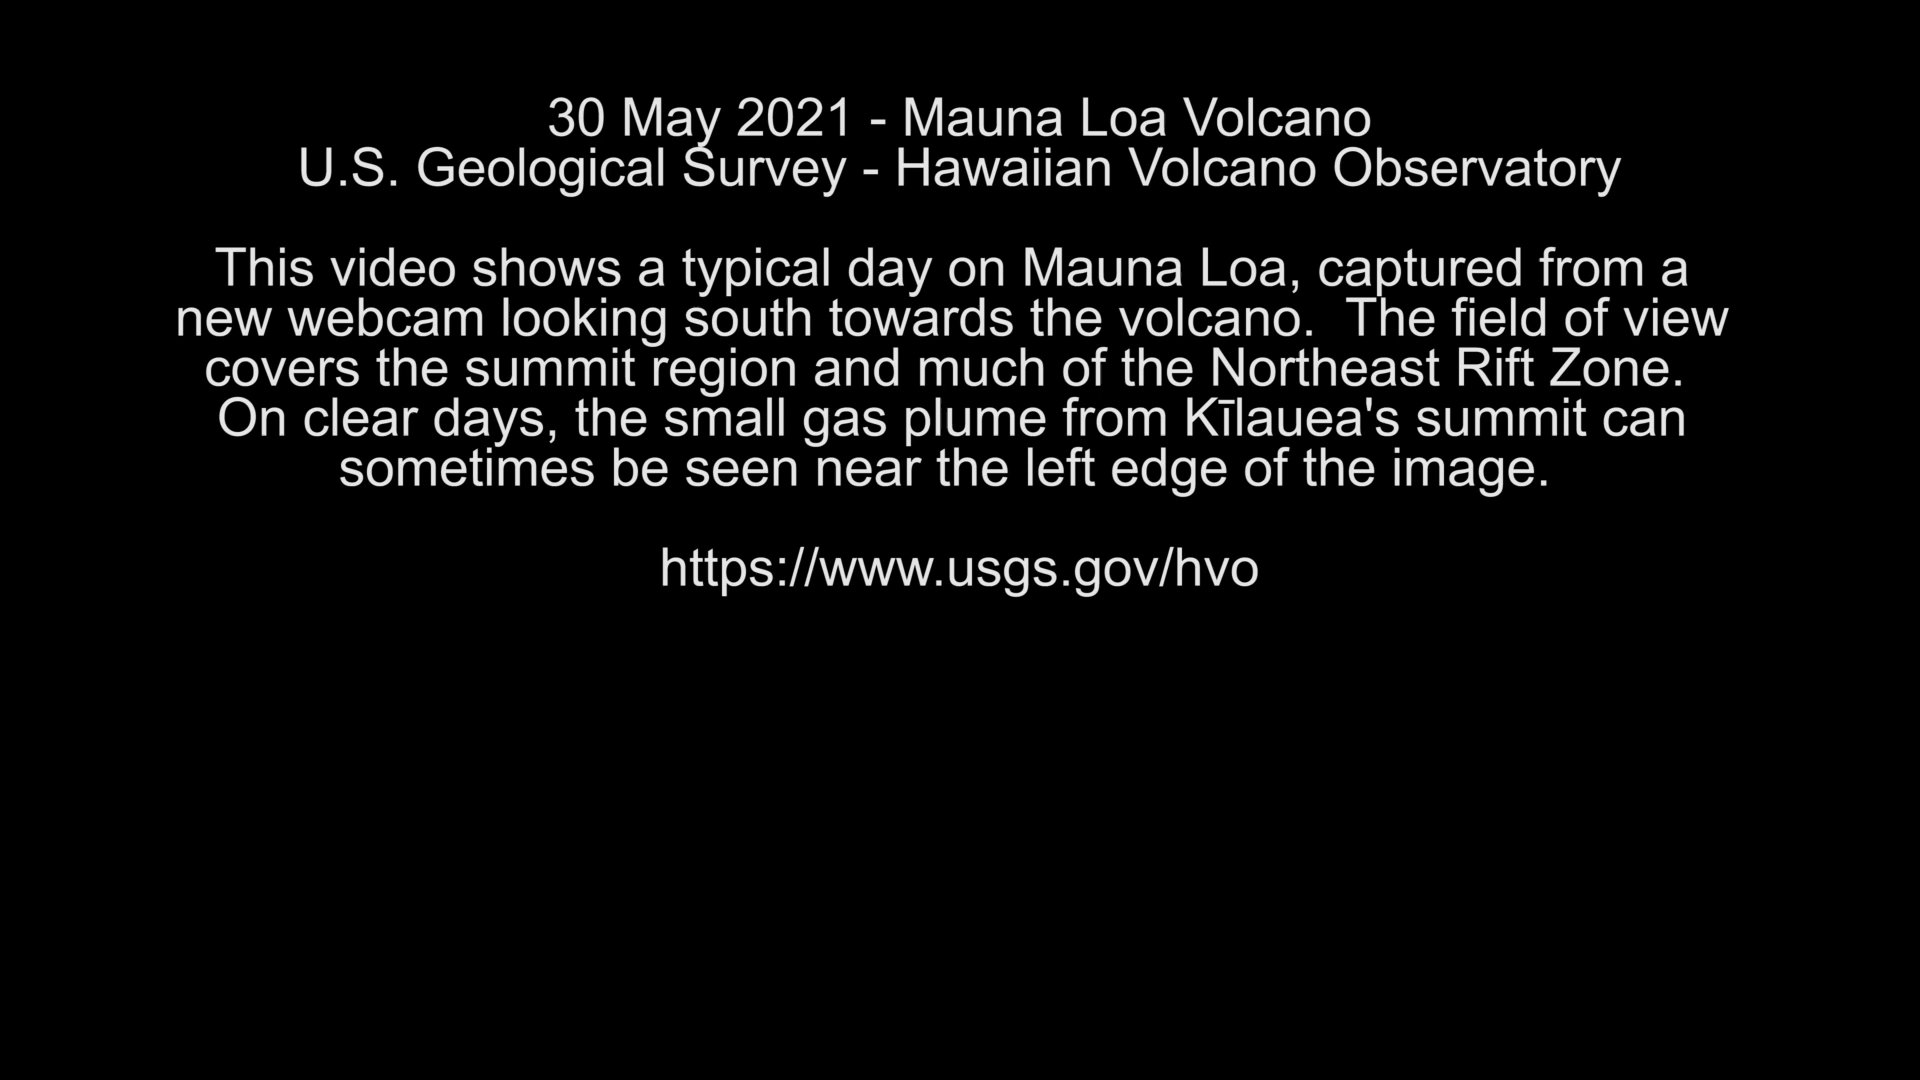 30 May 2021 - Mauna Loa Volcano
U.S. Geological Survey - Hawaiian Volcano Observatory
This video shows a typical day on Mauna Loa, captured from a
new webcam looking south towards the volcano.  The field of view
covers the summit region and much of the Northeast Rift Zone.
On clear days, the small gas plume from Kīlauea's summit can
sometimes be seen near the left edge of the image.
https://www.usgs.gov/hvo